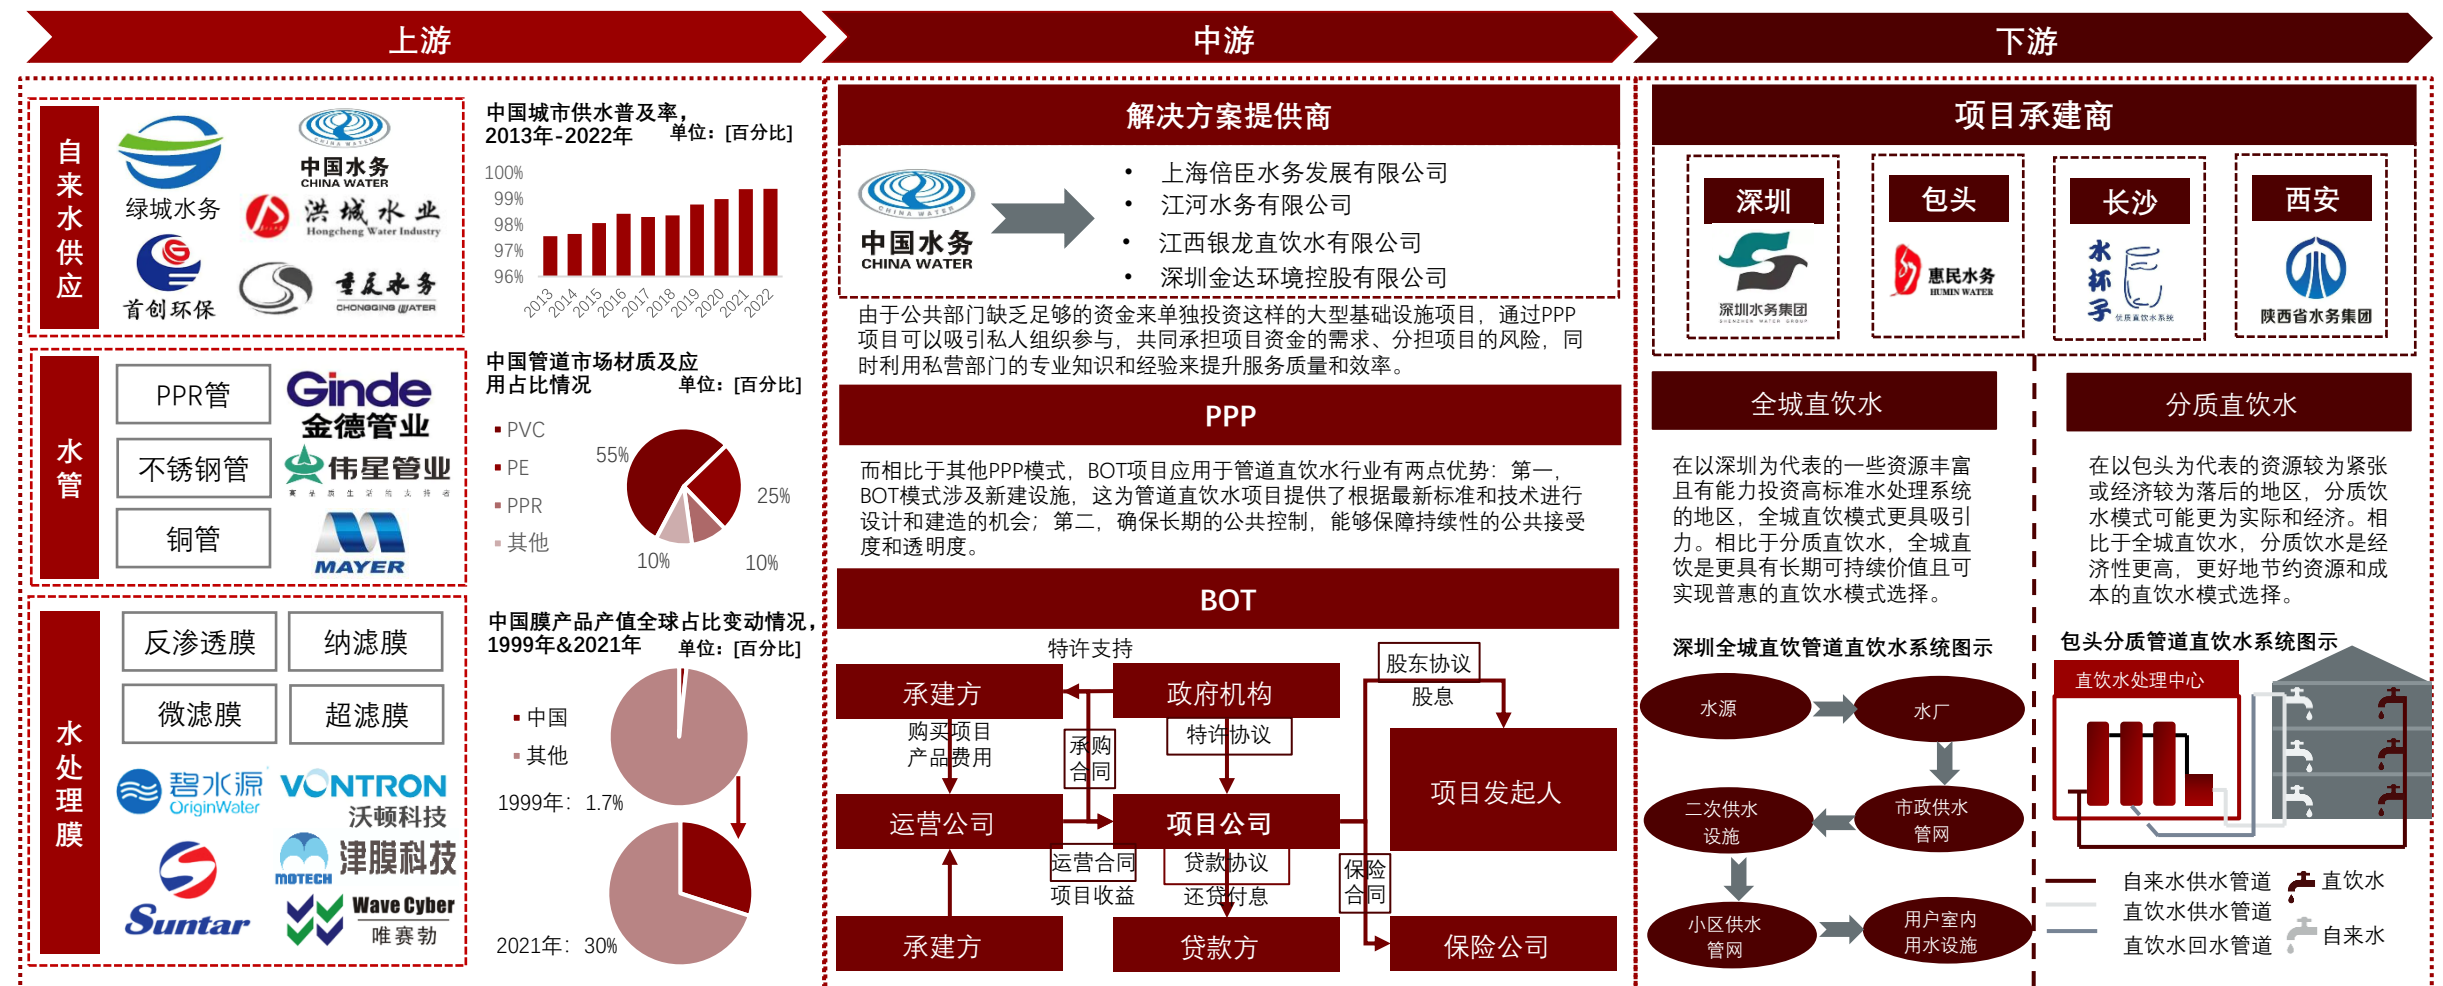 上游
中游
下游
自来水供应
绿城水务
中国水务
CHINA WATER
洪城水业
Hongcheng Water Industry
首创环保
重庆水务
CHONGQING WATER
中国城市供水普及率，
2013年-2022年
单位：[百分比]
100%
99%
98%
97%
96%
2013
2014
2015
2016
2017
2018
2019
2020
2021
2022
水管
PPR管
不锈钢管
铜管
Ginde
金德管业
伟星管业
高品质生活的支持者
MAYER
中国管道市场材质及应
用占比情况
单位：[百分比]
PVC
PE
PPR
其他
55%
25%
10%
10%
水处理膜
反渗透膜
纳滤膜
微滤膜
超滤膜
碧水源
OriginWater
VONTRON
沃顿科技
Suntar
MOTECH
津膜科技
Wave Cyber
唯赛勃
中国膜产品产值全球占比变动情况，
1999年&2021年
单位：[百分比]
中国
其他
1999年：1.7%
2021年：30%
解决方案提供商
CHINA WATER
中国水务
CHINA WATER
• 上海倍臣水务发展有限公司
• 江河水务有限公司
• 江西银龙直饮水有限公司
• 深圳金达环境控股有限公司
由于公共部门缺乏足够的资金来单独投资这样的大型基础设施项目，通过PPP
项目可以吸引私人组织参与，共同承担项目资金的需求、分担项目的风险，同
时利用私营部门的专业知识和经验来提升服务质量和效率。
PPP
而相比于其他PPP模式，BOT项目应用于管道直饮水行业有两点优势：第一，
BOT模式涉及新建设施，这为管道直饮水项目提供了根据最新标准和技术进行
设计和建造的机会；第二，确保长期的公共控制，能够保障持续性的公共接受
度和透明度。
BOT
特许支持
承建方
政府机构
股东协议
股息
购买项目
产品费用
承购
合同
特许协议
项目发起人
运营公司
项目公司
运营合同
项目收益
贷款协议
还贷付息
保险
合同
承建方
贷款方
保险公司
项目承建商
深圳
包头
长沙
西安
深圳水务集团
SHENZHEN WATER GROUP
惠民水务
HUMIN WATER
水杯子
优质直饮水系统
陕西省水务集团
全城直饮水
分质直饮水
在以深圳为代表的一些资源丰富
且有能力投资高标准水处理系统
的地区，全城直饮模式更具吸引
力。相比于分质直饮水，全城直
饮是更具有长期可持续价值且可
实现普惠的直饮水模式选择。
在以包头为代表的资源较为紧张
或经济较为落后的地区，分质饮
水模式可能更为实际和经济。相
比于全城直饮水，分质饮水是经
济性更高，更好地节约资源和成
本的直饮水模式选择。
深圳全城直饮管道直饮水系统图示
水源
水厂
二次供水
设施
市政供水
管网
小区供水
管网
用户室内
用水设施
包头分质管道直饮水系统图示
直饮水处理中心
自来水供水管道
直饮水供水管道
直饮水回水管道
直饮水
自来水